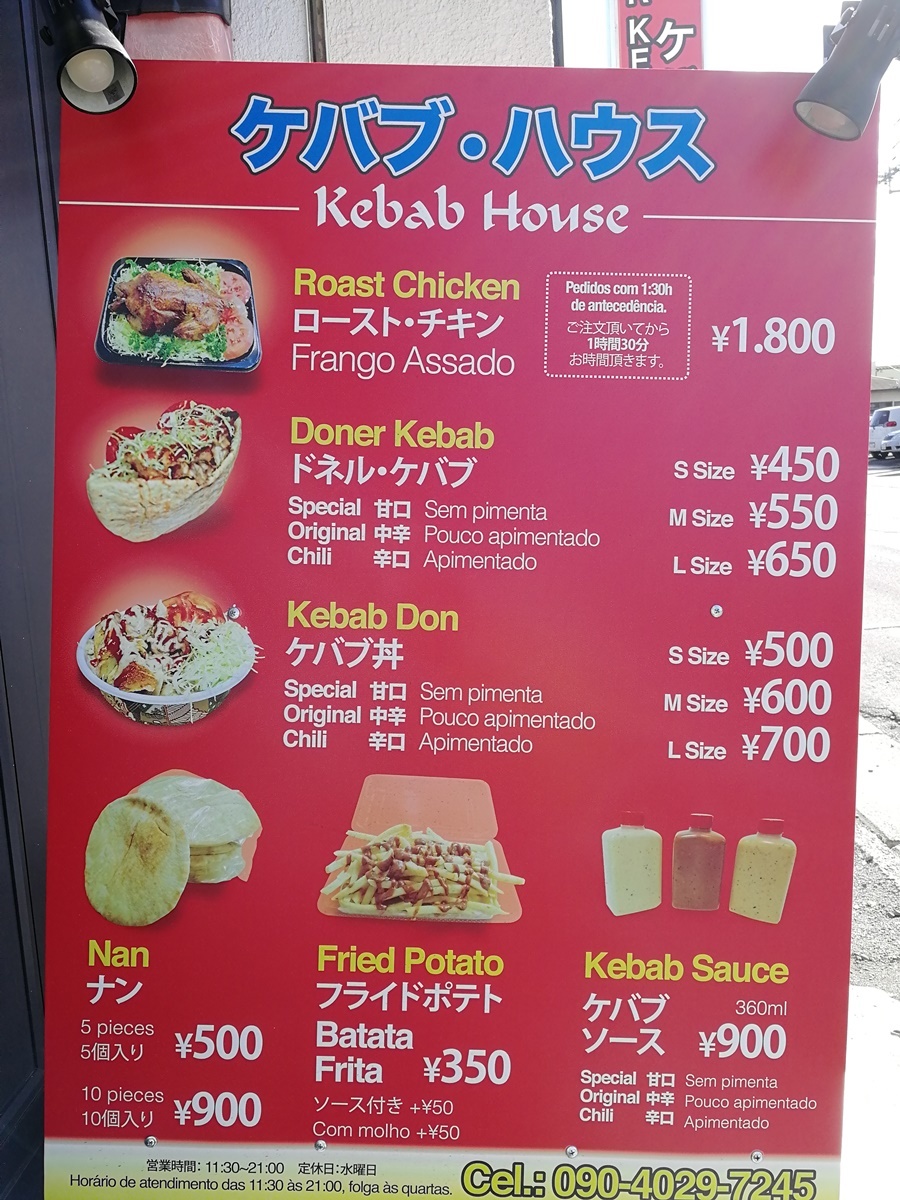 ケバブ・ハウス
Kebab House
Roast Chicken
ロースト・チキン
Frango Assado
Pedidos com 1:30h
de antecedência.
ご注文頂いてから
1時間30分
お時間頂きます。
¥1.800
Doner Kebab
ドネル・ケバブ
Special 甘口 Sem pimenta
Original 中辛 Pouco apimentado
Chili 辛口 Apimentado
S Size ¥450
M Size ¥550
L Size ¥650
Kebab Don
ケバブ丼
Special 甘口 Sem pimenta
Original 中辛 Pouco apimentado
Chili 辛口 Apimentado
S Size ¥500
M Size ¥600
L Size ¥700
Nan
ナン
5 pieces
5個入り ¥500
10 pieces
10個入り ¥900
Fried Potato
フライドポテト
Batata
Frita ¥350
ソース付き +¥50
Com molho +¥50
Kebab Sauce
ケバブ 360ml
ソース ¥900
Special 甘口 Sem pimenta
Original 中辛 Pouco apimentado
Chili 辛口 Apimentado
営業時間: 11:30~21:00 定休日:水曜日
Horário de atendimento das 11:30 às 21:00, folga às quartas.
Cel.: 090-4029-7245